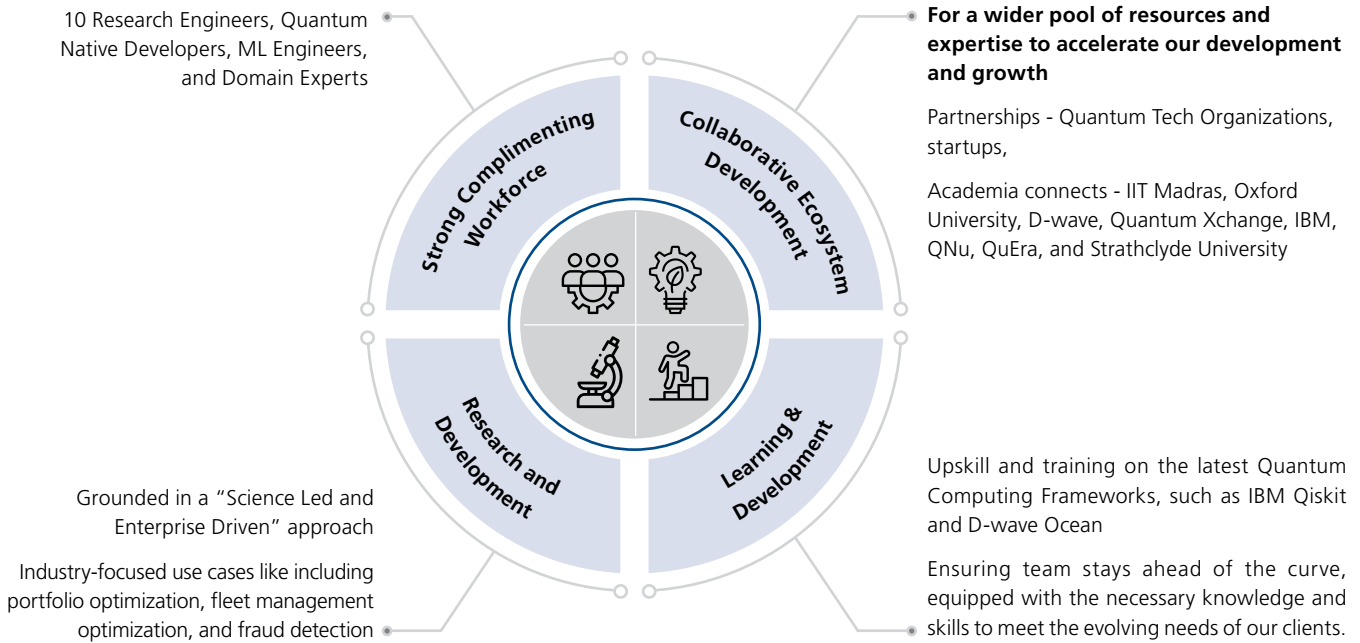 10 Research Engineers, Quantum
Native Developers, ML Engineers,
and Domain Experts
Strong Complimenting
Workforce
Collaborative Ecosystem
Development
For a wider pool of resources and
expertise to accelerate our development
and growth
Partnerships - Quantum Tech Organizations,
startups,
Academia connects - IIT Madras, Oxford
University, D-wave, Quantum Xchange, IBM,
QNu, QuEra, and Strathclyde University
Research and
Development
Grounded in a “Science Led and
Enterprise Driven” approach
Industry-focused use cases like including
portfolio optimization, fleet management
optimization, and fraud detection
Learning &
Development
Upskill and training on the latest Quantum
Computing Frameworks, such as IBM Qiskit
and D-wave Ocean
Ensuring team stays ahead of the curve,
equipped with the necessary knowledge and
skills to meet the evolving needs of our clients.